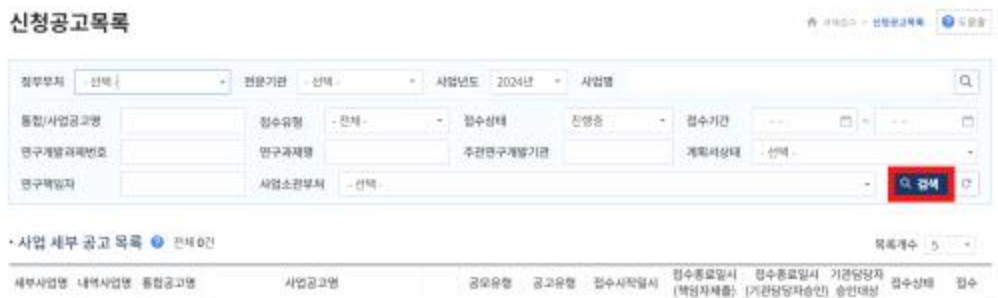 신청공고목록
과제접수 > 신청공고목록 도움말
정부부처 - 선택 - 전문기관 - 선택 - 사업년도 2024년 사업명
통합/사업공고명 접수유형 - 전체 - 접수상태 진행중 접수기간 - - ~ - -
연구개발과제번호 연구과제명 주관연구개발기관 계획서상태 - 선택 -
연구책임자 사업소관부처 - 선택 - 검색
• 사업 세부 공고 목록 전체 0건 목록개수 5
세부사업명 내역사업명 통합공고명 사업공고명 공모유형 공고유형 접수시작일시 접수종료일시 (책임자제출) 접수종료일시 (기관담당자승인) 기관담당자 승인대상 접수상태 접수